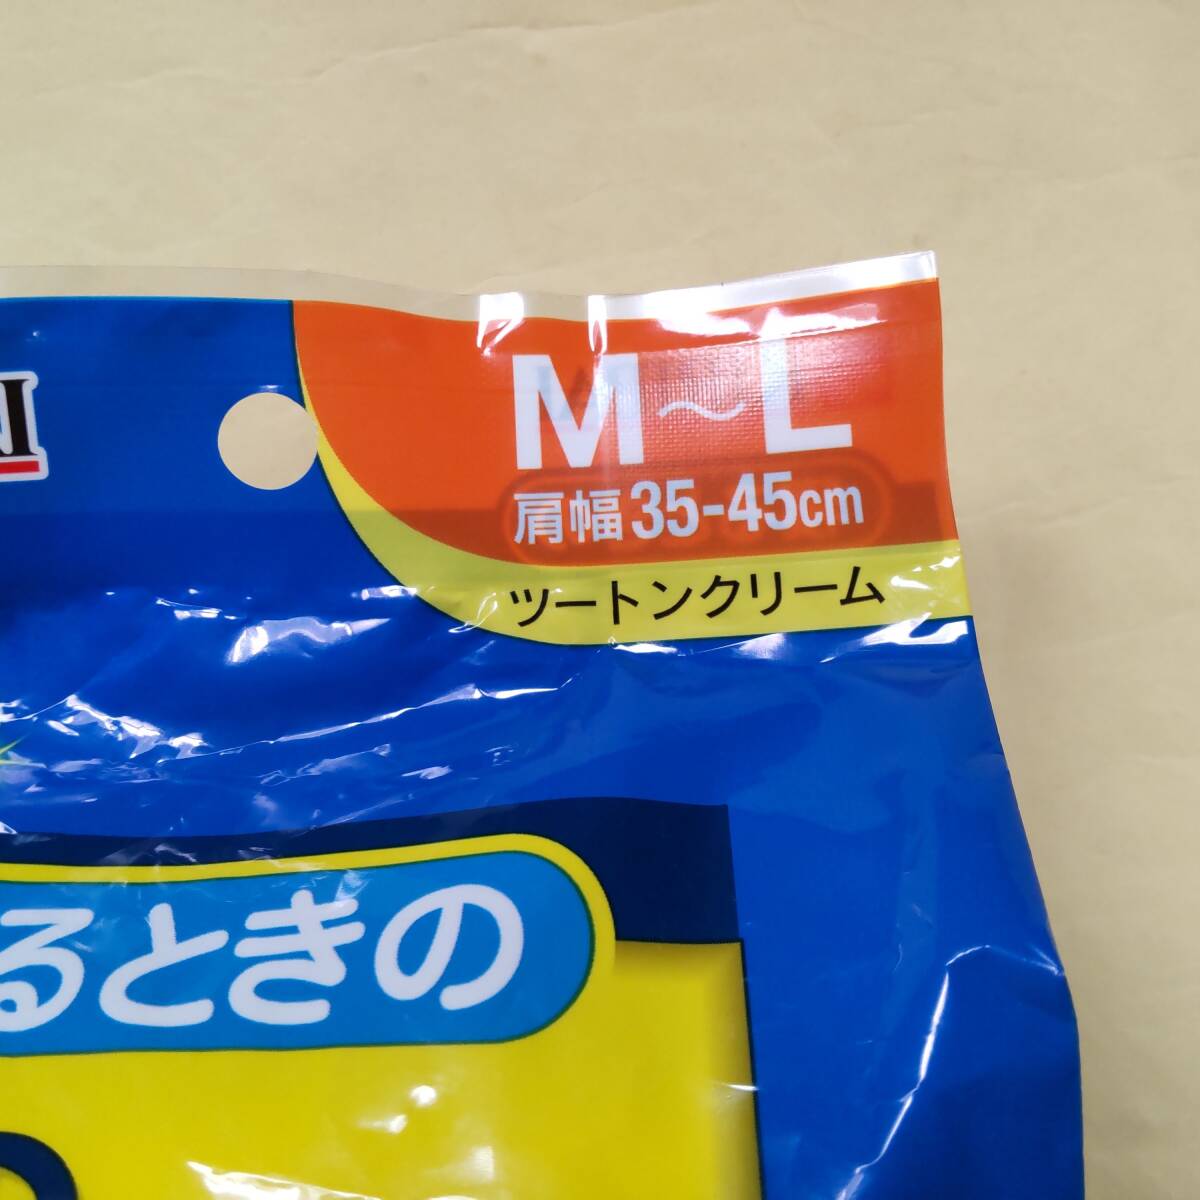 M～L
肩幅35-45cm
ツートンクリーム
るときの